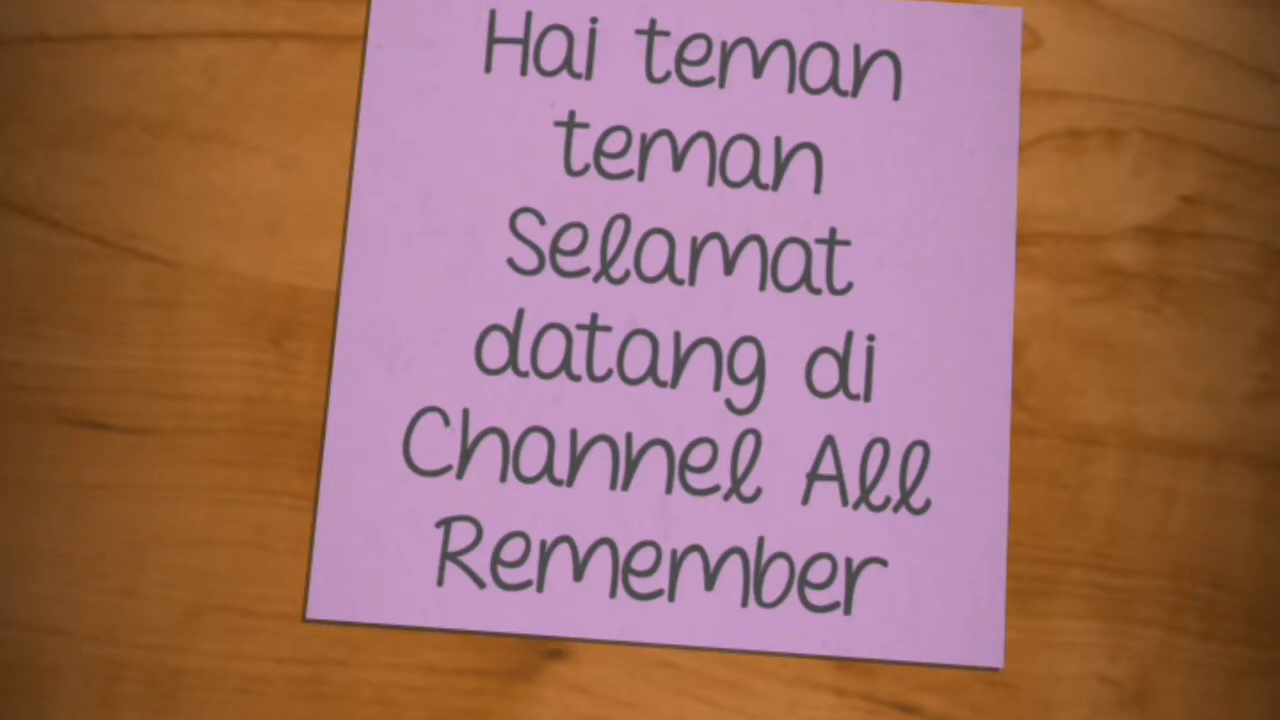 Hai teman
teman
Selamat
datang di
Channel All
Remember